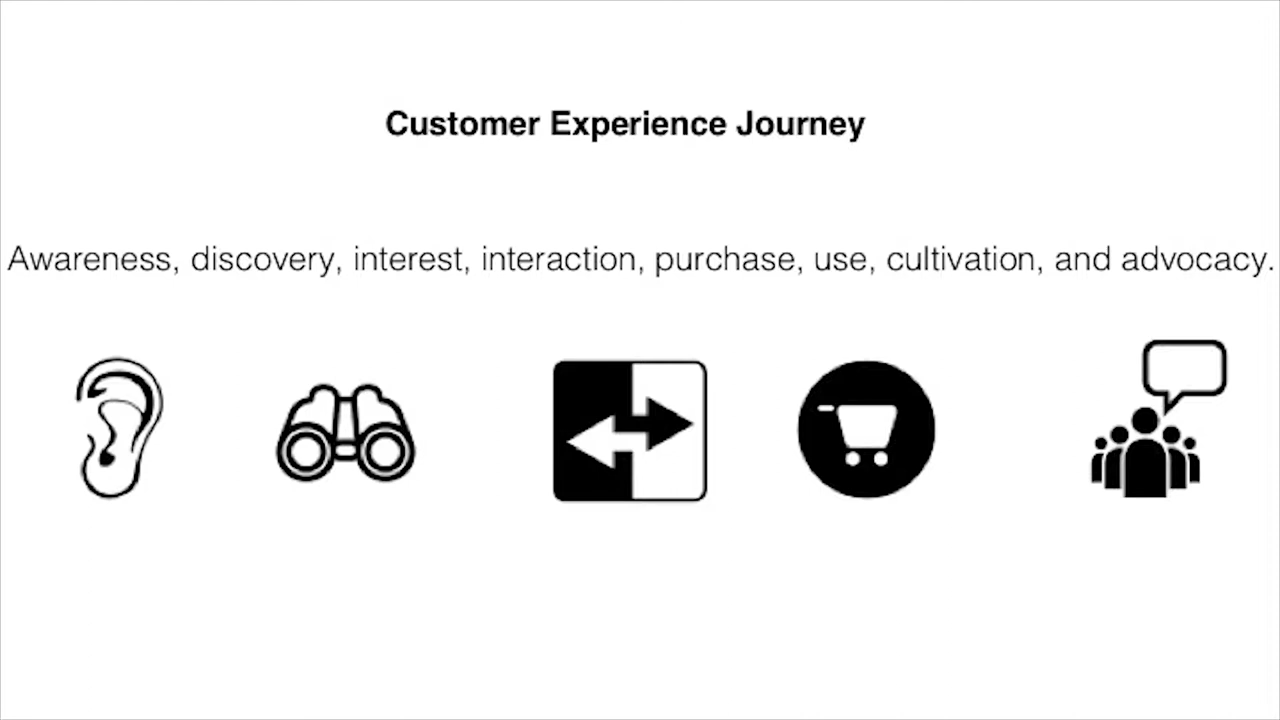 Customer Experience Journey
Awareness, discovery, interest, interaction, purchase, use, cultivation, and advocacy.